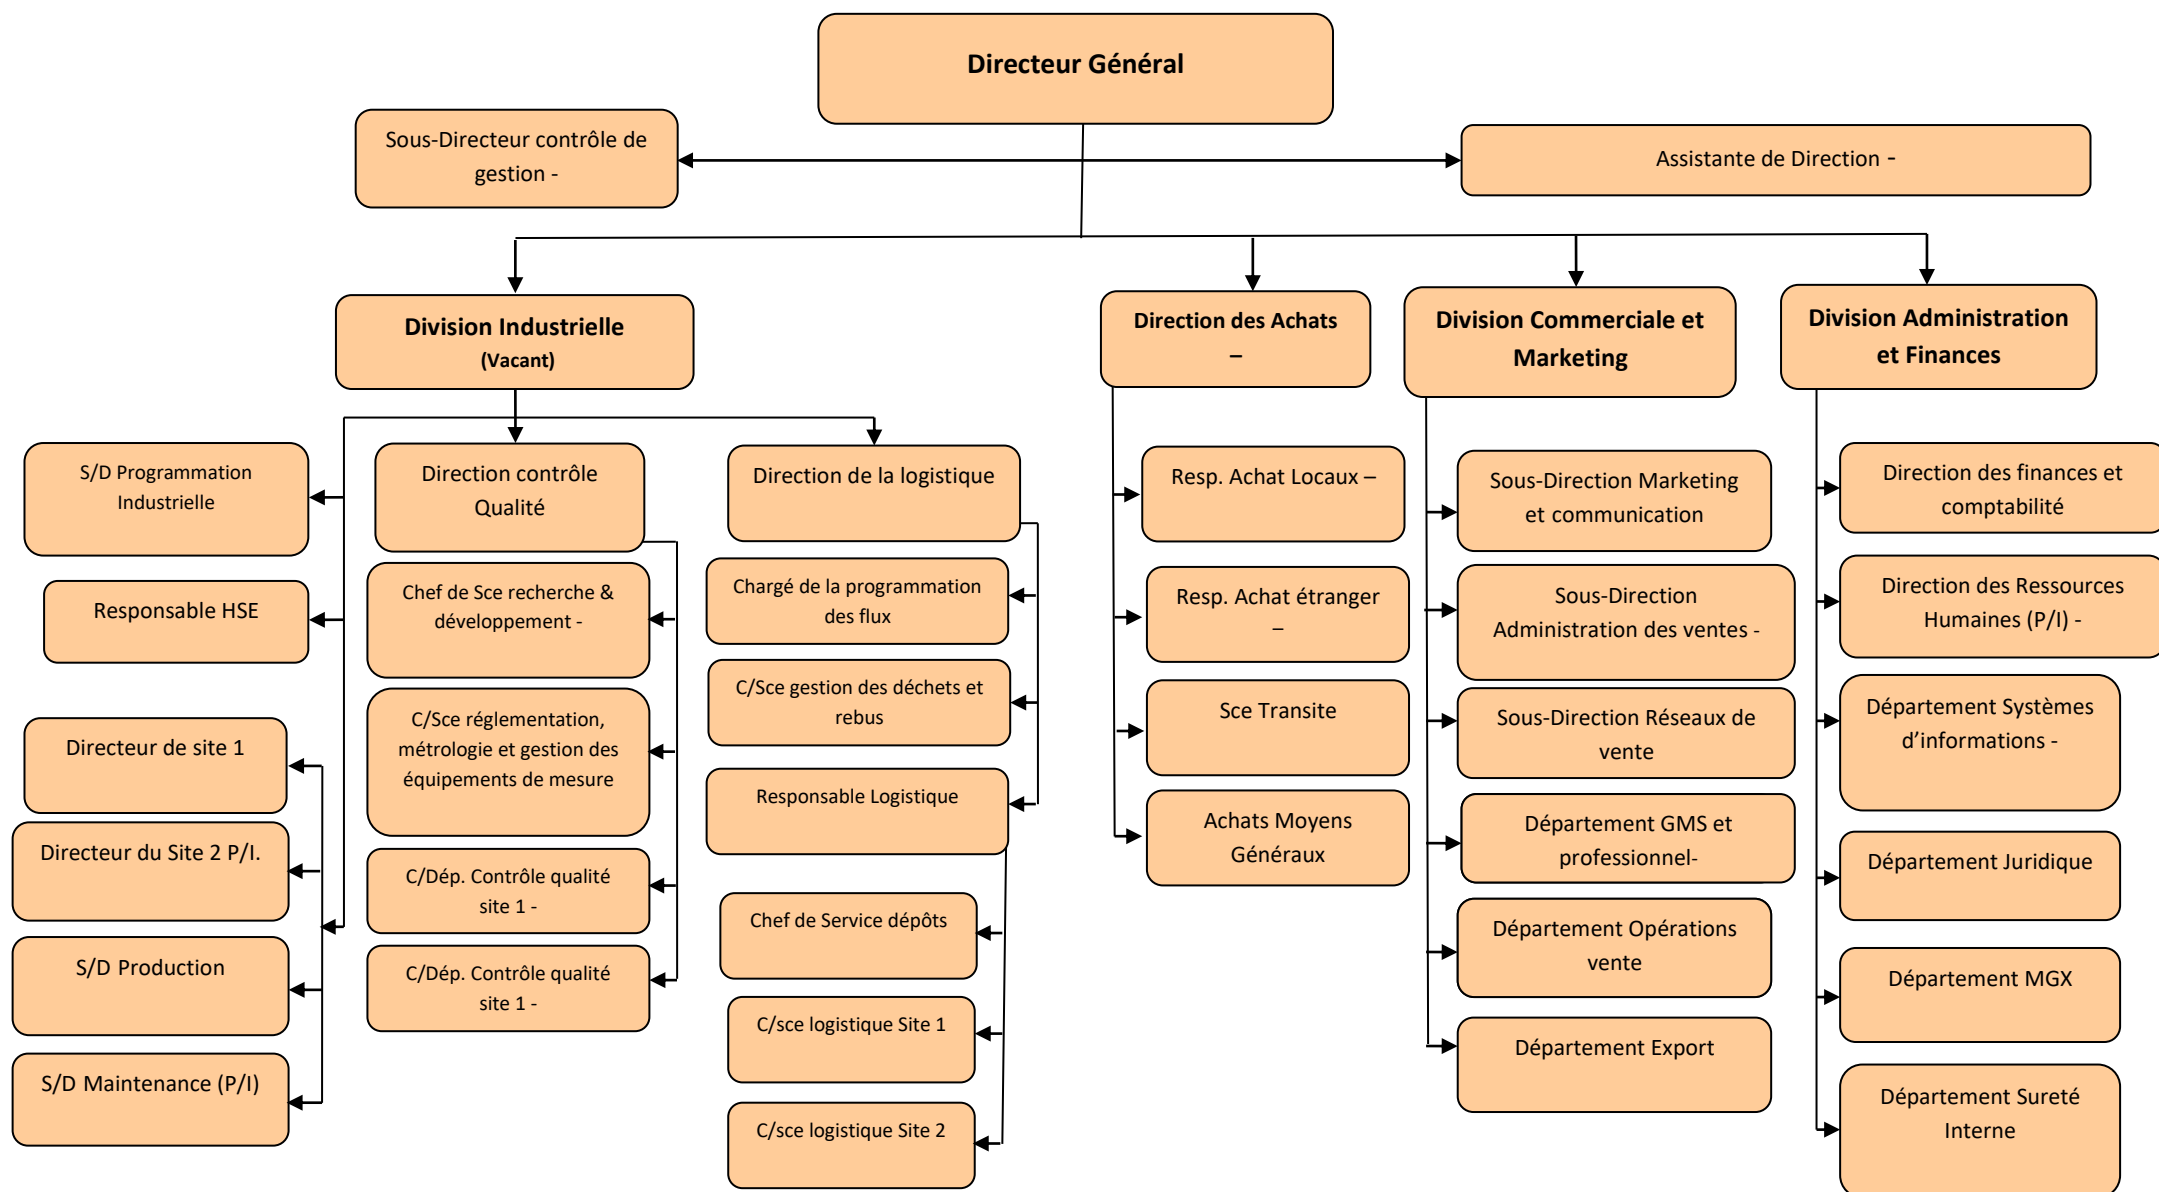 Directeur Général
Sous-Directeur contrôle de
gestion -
Assistante de Direction -
Division Industrielle
(Vacant)
Direction des Achats
–
Division Commerciale et
Marketing
Division Administration
et Finances
S/D Programmation
Industrielle
Responsable HSE
Directeur de site 1
Directeur du Site 2 P/I.
S/D Production
S/D Maintenance (P/I)
Direction contrôle
Qualité
Chef de Sce recherche &
développement -
C/Sce réglementation,
métrologie et gestion des
équipements de mesure
C/Dép. Contrôle qualité
site 1 -
C/Dép. Contrôle qualité
site 1 -
Direction de la logistique
Chargé de la programmation
des flux
C/Sce gestion des déchets et
rebus
Responsable Logistique
Chef de Service dépôts
C/sce logistique Site 1
C/sce logistique Site 2
Resp. Achat Locaux –
Resp. Achat étranger
–
Sce Transite
Achats Moyens
Généraux
Sous-Direction Marketing
et communication
Sous-Direction
Administration des ventes -
Sous-Direction Réseaux de
vente
Département GMS et
professionnel-
Département Opérations
vente
Département Export
Direction des finances et
comptabilité
Direction des Ressources
Humaines (P/I) -
Département Systèmes
d’informations -
Département Juridique
Département MGX
Département Sureté
Interne